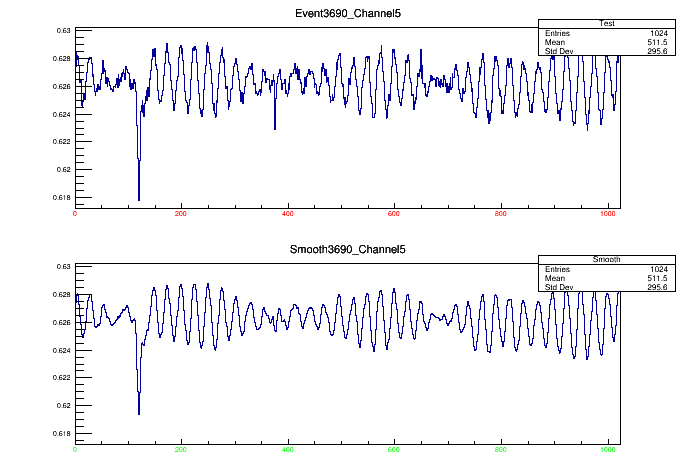 Event3690_Channel5
Test
Entries 1024
Mean 511.5
Std Dev 295.6
0.63
0.628
0.626
0.624
0.622
0.62
0.618
0 200 400 600 800 1000
Smooth3690_Channel5
Smooth
Entries 1024
Mean 511.5
Std Dev 295.6
0.63
0.628
0.626
0.624
0.622
0.62
0.618
0 200 400 600 800 1000